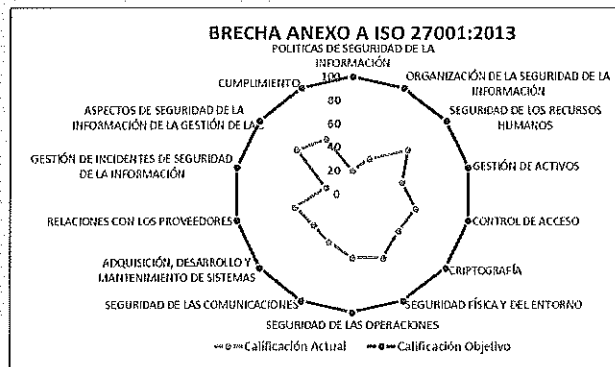 BRECHA ANEXO A ISO 27001:2013
POLITICAS DE SEGURIDAD DE LA
INFORMACIÓN
ORGANIZACIÓN DE LA SEGURIDAD DE LA
INFORMACIÓN
SEGURIDAD DE LOS RECURSOS
HUMANOS
GESTIÓN DE ACTIVOS
CONTROL DE ACCESO
CRIPTOGRAFÍA
SEGURIDAD FÍSICA Y DEL ENTORNO
SEGURIDAD DE LAS OPERACIONES
SEGURIDAD DE LAS COMUNICACIONES
ADQUISICIÓN, DESARROLLO Y
MANTENIMIENTO DE SISTEMAS
RELACIONES CON LOS PROVEEDORES
GESTIÓN DE INCIDENTES DE SEGURIDAD
DE LA INFORMACIÓN
ASPECTOS DE SEGURIDAD DE LA
INFORMACIÓN DE LA GESTIÓN DE LA
CUMPLIMIENTO
100
80
60
40
20
0
Calificación Actual
Calificación Objetivo